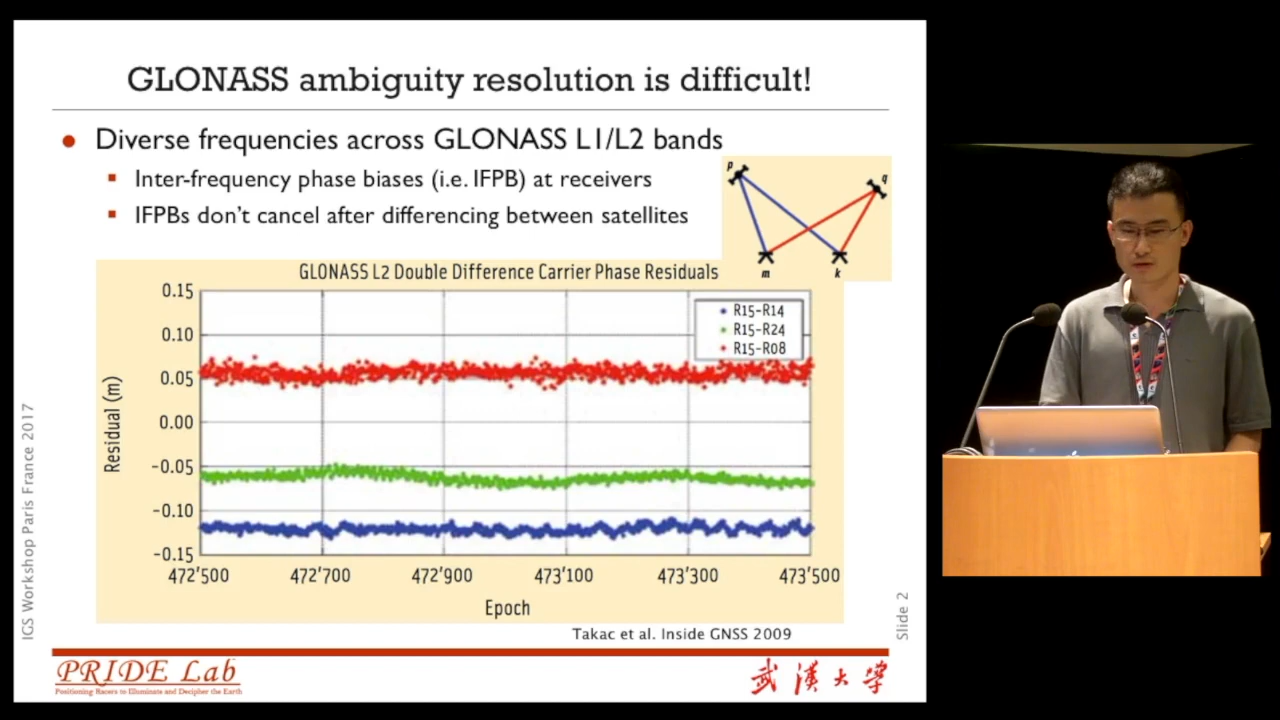 GLONASS ambiguity resolution is difficult!
Diverse frequencies across GLONASS L1/L2 bands
Inter-frequency phase biases (i.e. IFPB) at receivers
IFPBs don't cancel after differencing between satellites
p
q
m
k
GLONASS L2 Double Difference Carrier Phase Residuals
R15-R14
R15-R24
R15-R08
0.15
0.10
0.05
0.00
-0.05
-0.10
-0.15
Residual (m)
472'500 472'700 472'900 473'100 473'300 473'500
Epoch
Takac et al. Inside GNSS 2009
IGS Workshop Paris France 2017
Slide 2
PRIDE Lab
Positioning Racers to Illuminate and Decipher the Earth
武漢大学